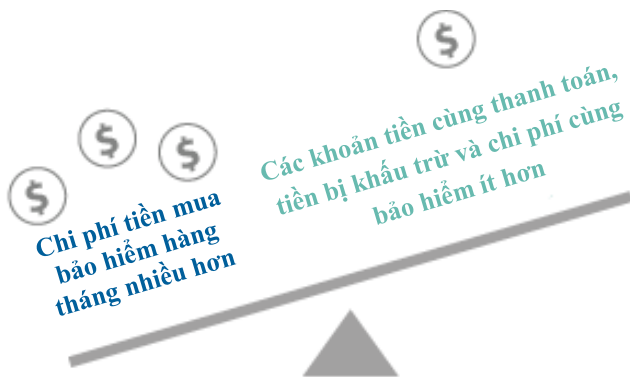 $
$
$
$
Chi phí tiền mua
bảo hiểm hàng
tháng nhiều hơn
Các khoản tiền cùng thanh toán,
tiền bị khấu trừ và chi phí cùng
bảo hiểm ít hơn